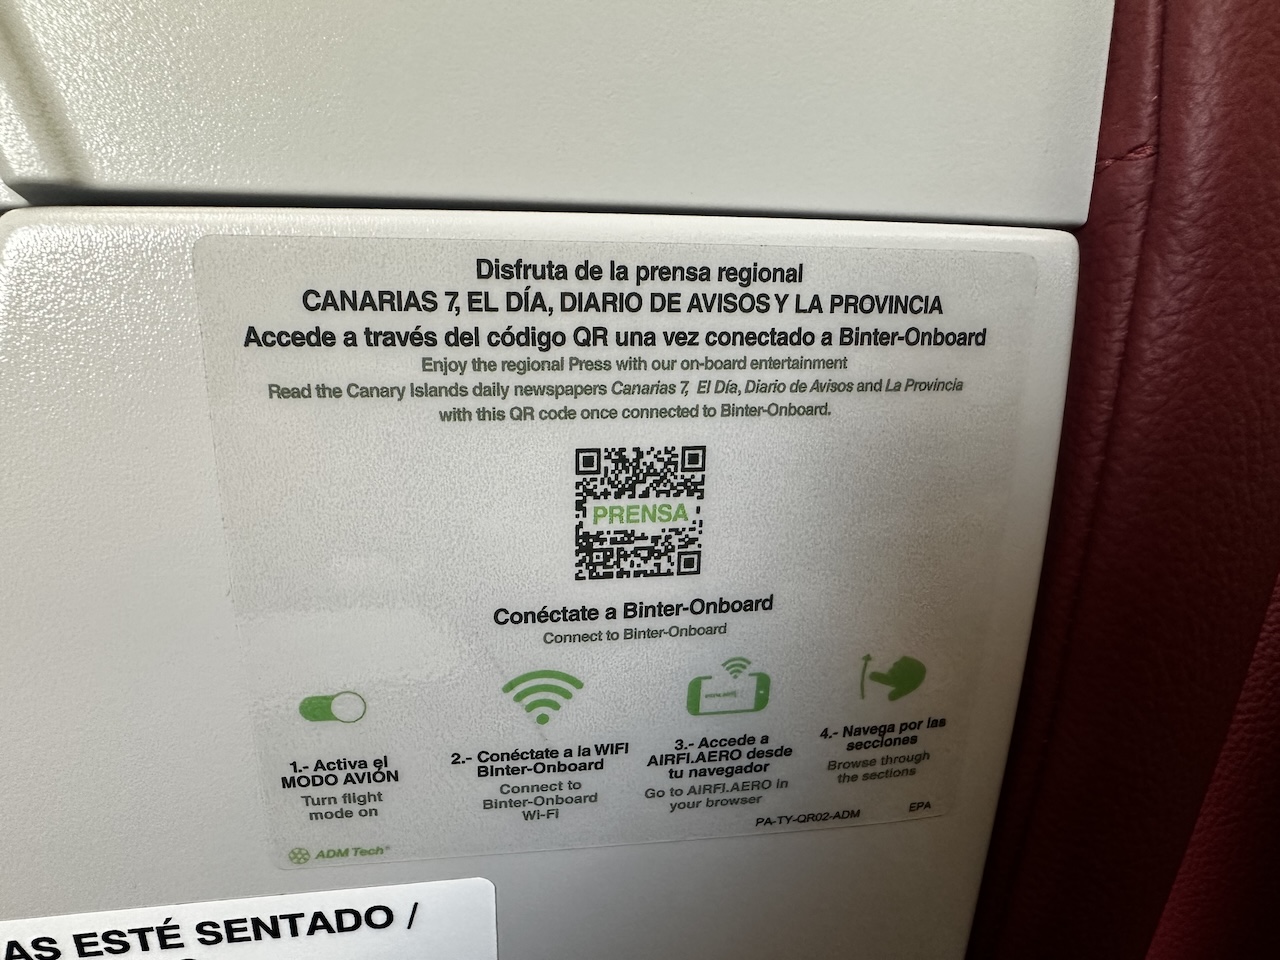 Disfruta de la prensa regional
CANARIAS 7, EL DÍA, DIARIO DE AVISOS Y LA PROVINCIA
Accede a través del código QR una vez conectado a Binter-Onboard
Enjoy the regional Press with our on-board entertainment
Read the Canary Islands daily newspapers Canarias 7, El Día, Diario de Avisos and La Provincia
with this QR code once connected to Binter-Onboard.
PRENSA
Conéctate a Binter-Onboard
Connect to Binter-Onboard
1.- Activa el
MODO AVIÓN
Turn flight
mode on
2.- Conéctate a la WIFI
BInter-Onboard
Connect to
Binter-Onboard
Wi-Fi
3.- Accede a
AIRFI.AERO desde
tu navegador
Go to AIRFI.AERO in
your browser
4.- Navega por las
secciones
Browse through
the sections
PA-TY-QR02-ADM
EPA
ADM Tech
AS ESTÉ SENTADO /